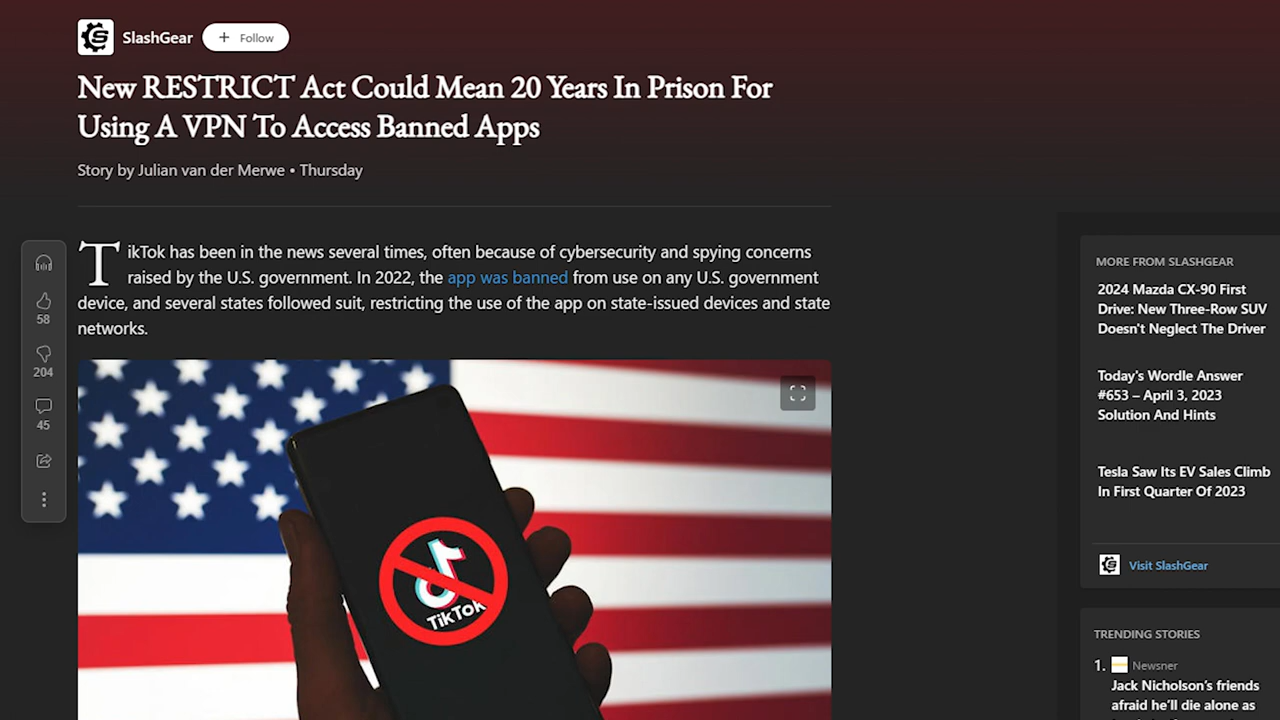 SlashGear
+ Follow
New RESTRICT Act Could Mean 20 Years In Prison For
Using A VPN To Access Banned Apps
Story by Julian van der Merwe • Thursday
TikTok has been in the news several times, often because of cybersecurity and spying concerns
raised by the U.S. government. In 2022, the app was banned from use on any U.S. government
device, and several states followed suit, restricting the use of the app on state-issued devices and state
networks.
58
204
45
TikTok
MORE FROM SLASHGEAR
2024 Mazda CX-90 First
Drive: New Three-Row SUV
Doesn't Neglect The Driver
Today's Wordle Answer
#653 – April 3, 2023
Solution And Hints
Tesla Saw Its EV Sales Climb
In First Quarter Of 2023
Visit SlashGear
TRENDING STORIES
1. Newsner
Jack Nicholson's friends
afraid he'll die alone as